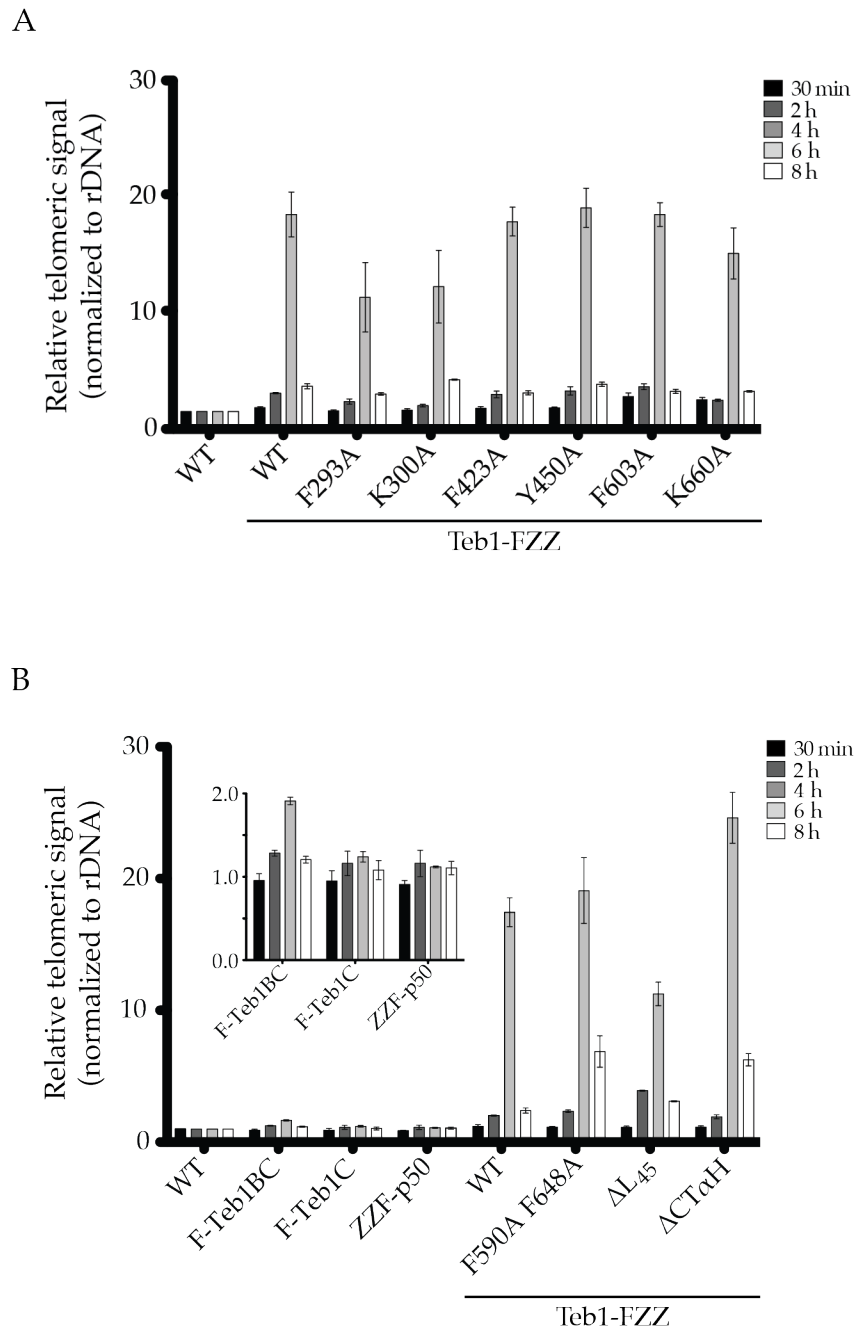 A
Relative telomeric signal
(normalized to rDNA)
30
20
10
0
30 min
2 h
4 h
6 h
8 h
WT
WT
F293A
K300A
F423A
Y450A
F603A
K660A
Teb1-FZZ
B
Relative telomeric signal
(normalized to rDNA)
30
20
10
0
30 min
2 h
4 h
6 h
8 h
2.0
1.0
0.0
F-Teb1BC
F-Teb1C
ZZF-p50
WT
F-Teb1BC
F-Teb1C
ZZF-p50
WT
F590A F648A
ΔL45
ΔCTαH
Teb1-FZZ